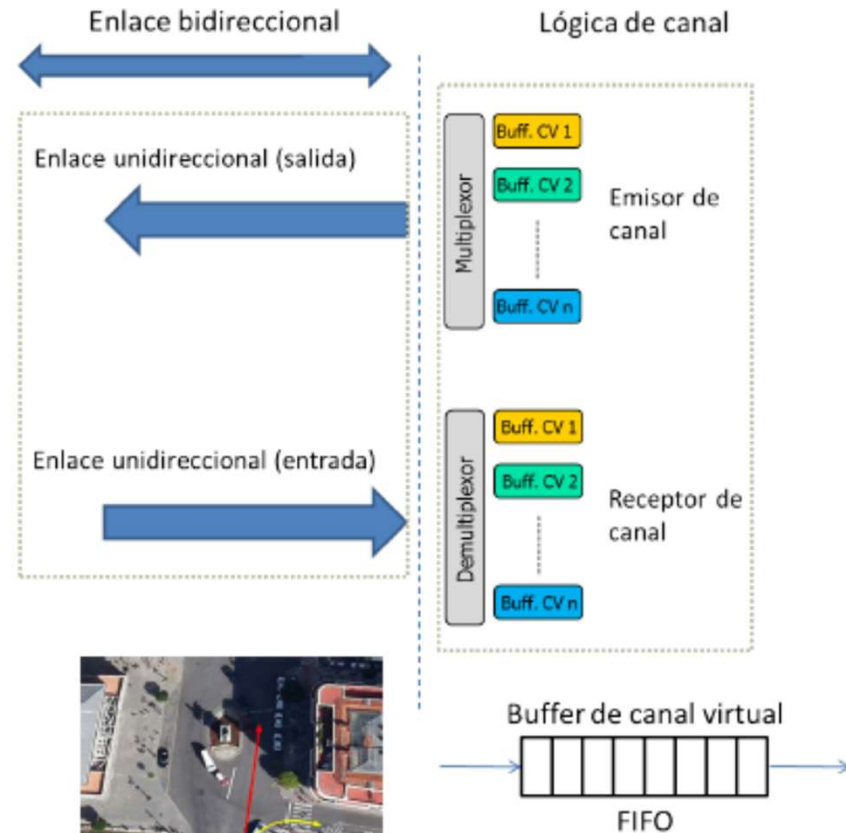 Enlace bidireccional
Lógica de canal
Enlace unidireccional (salida)
Multiplexor
Buff. CV 1
Buff. CV 2
Buff. CV n
Emisor de
canal
Enlace unidireccional (entrada)
Demultiplexor
Buff. CV 1
Buff. CV 2
Buff. CV n
Receptor de
canal
Buffer de canal virtual
FIFO